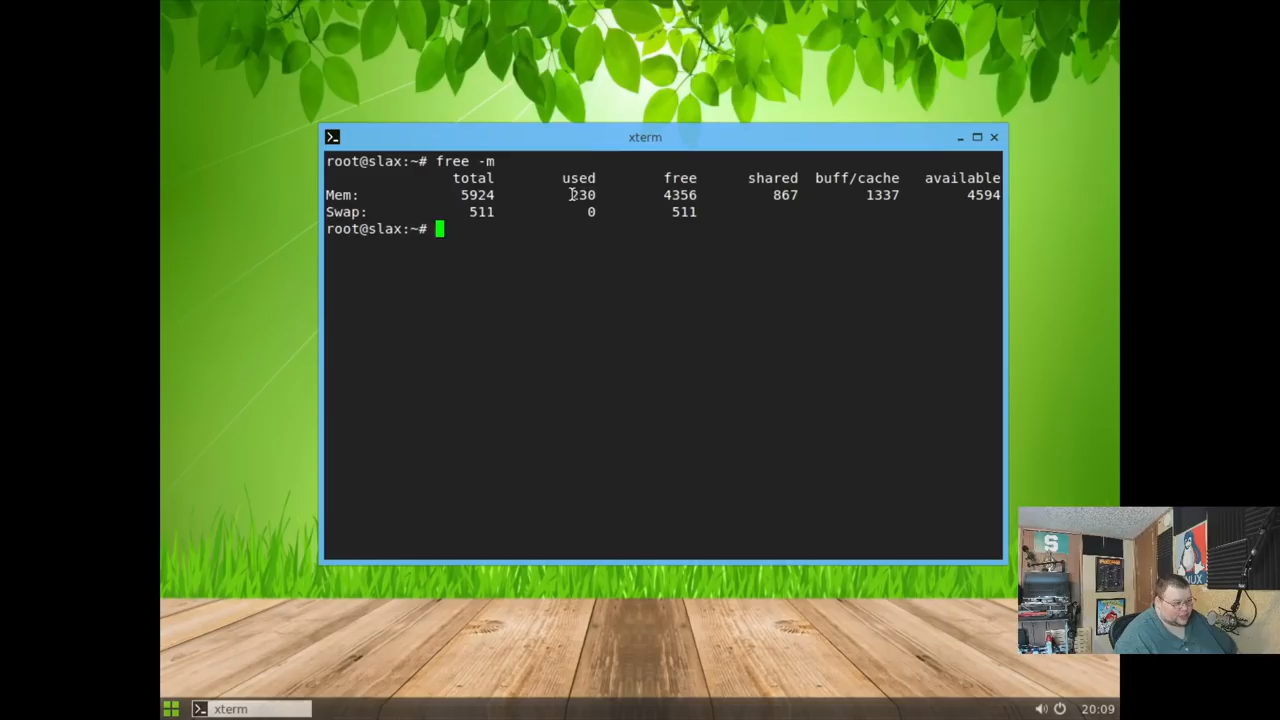 xterm
root@slax:~# free -m
total used free shared buff/cache available
Mem: 5924 230 4356 867 1337 4594
Swap: 511 0 511
root@slax:~#
S
xterm
20:09